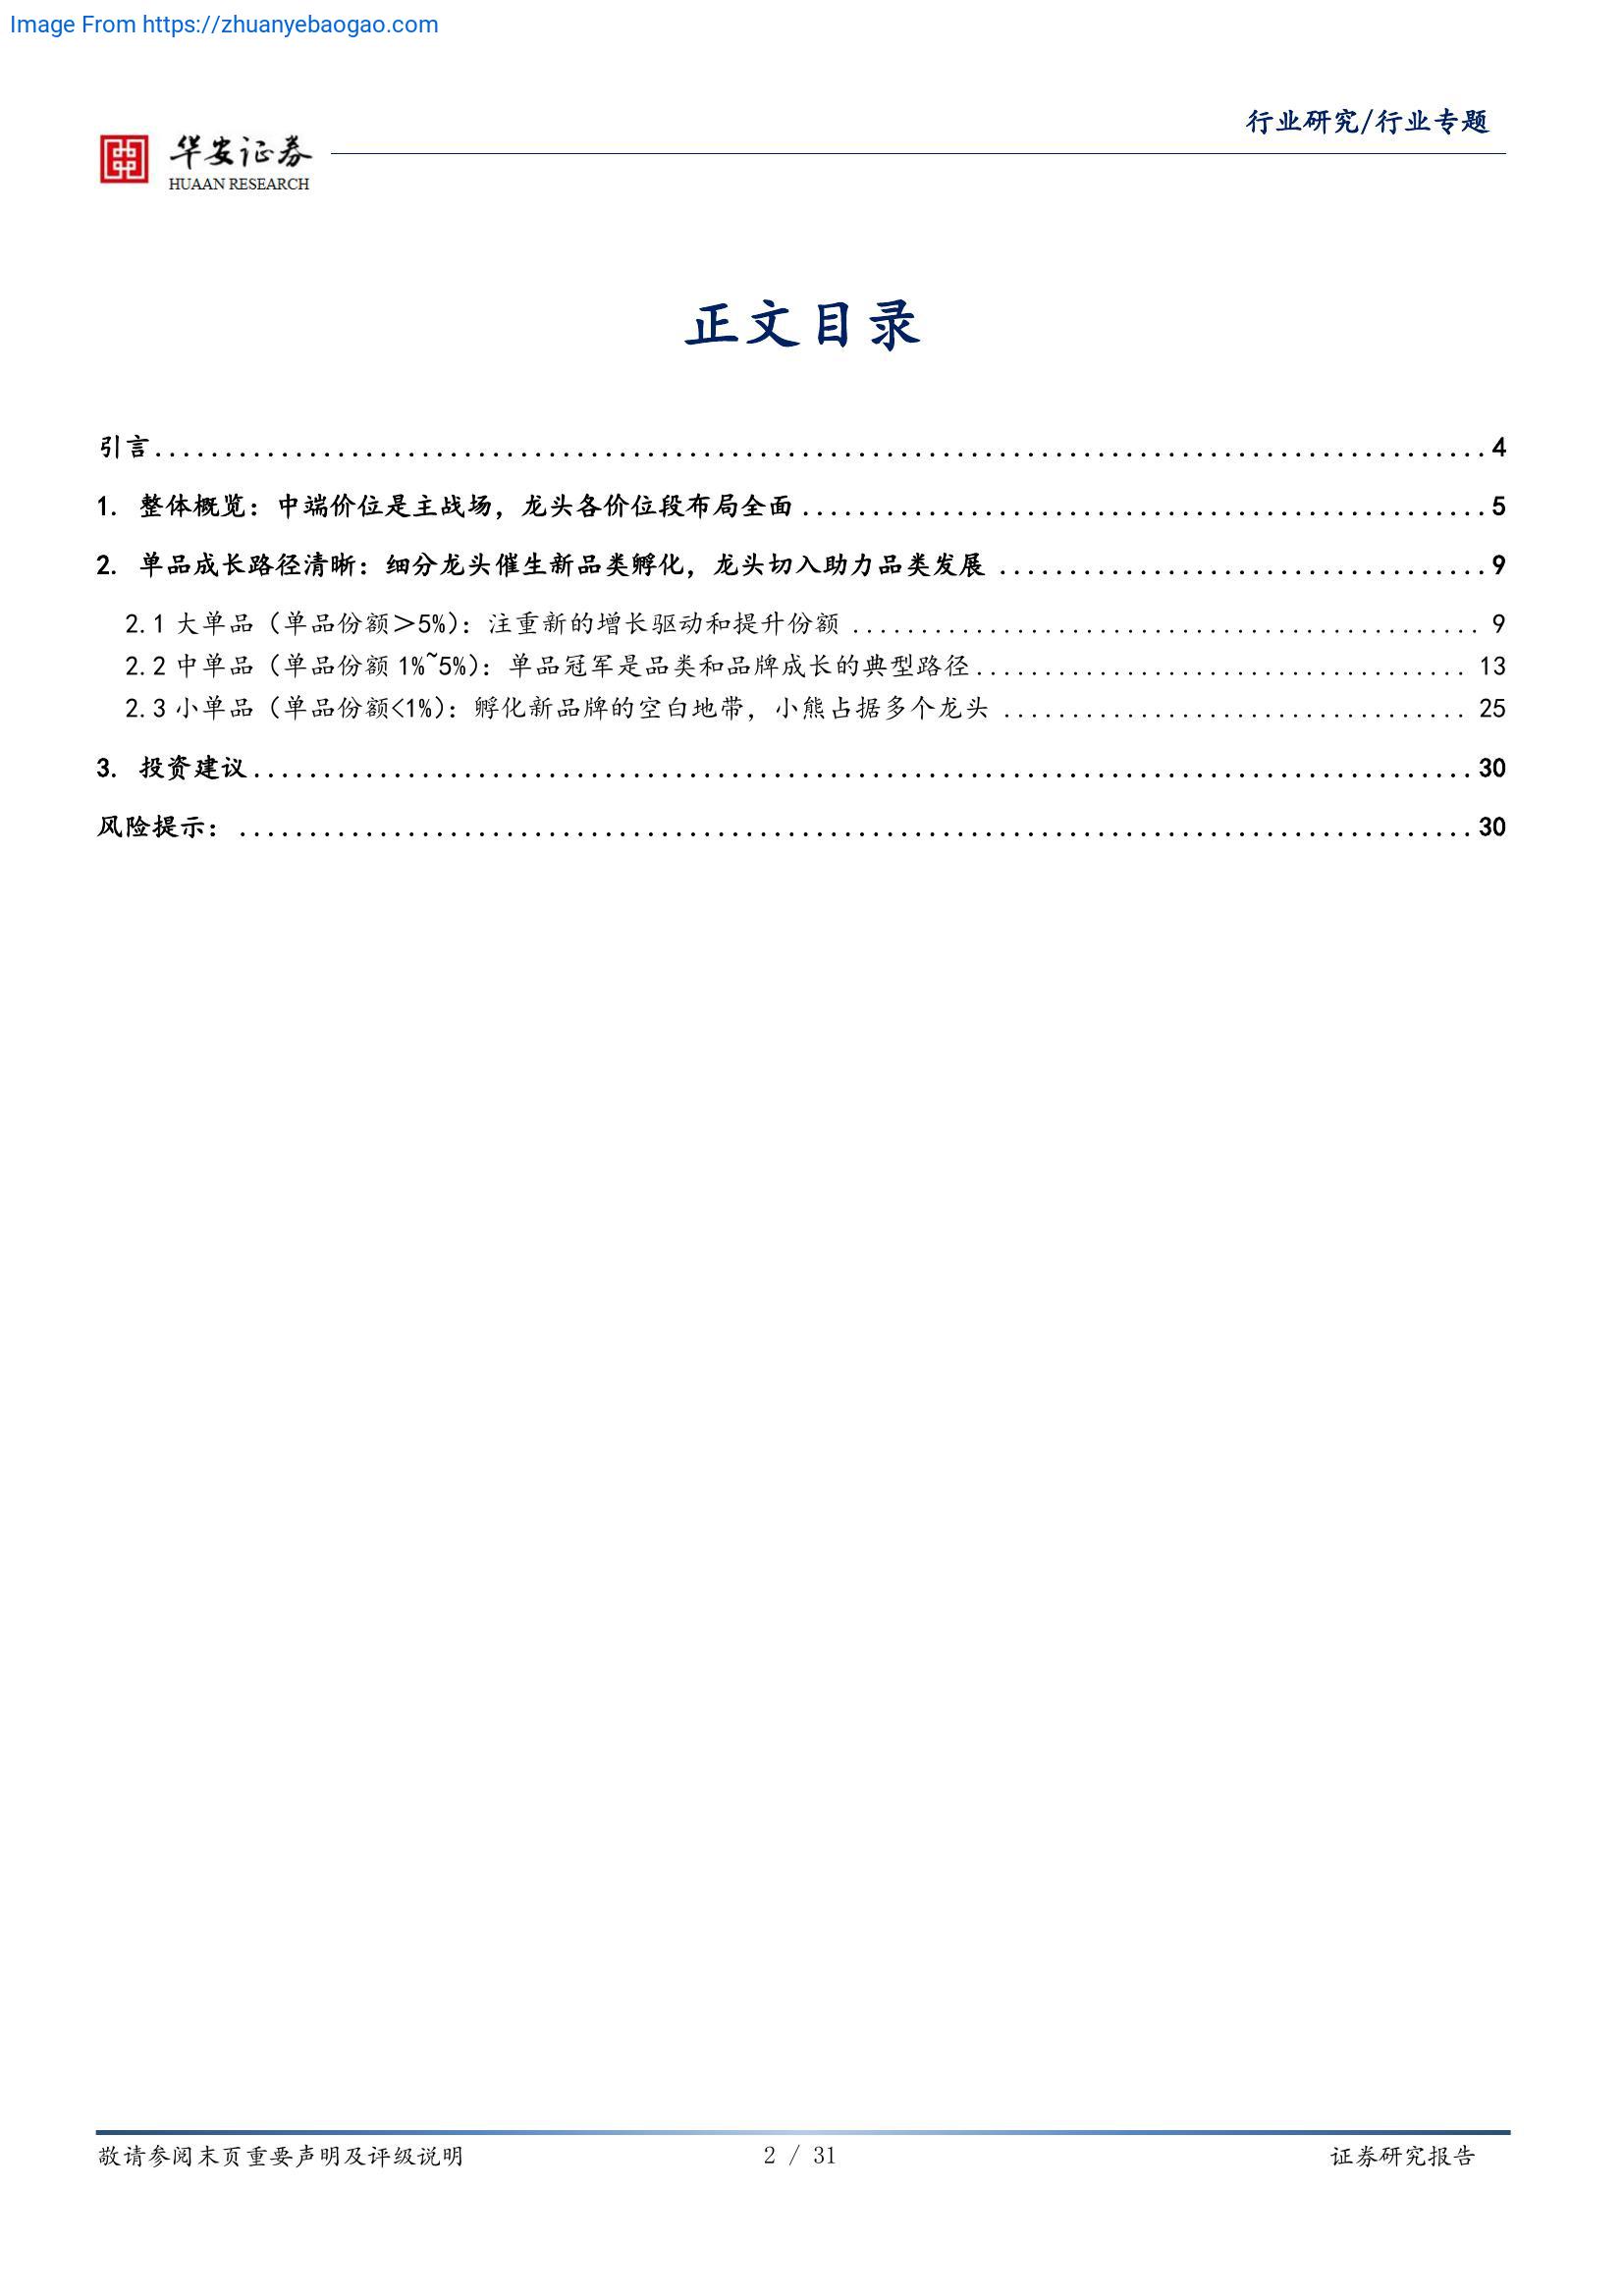 Image From https://zhuanyebaogao.com
行业研究/行业专题
华安证券
HUAAN RESEARCH
正文目录
引言....................................................................................................4
1. 整体概览：中端价位是主战场，龙头各价位段布局全面....................................................5
2. 单品成长路径清晰：细分龙头催生新品类孵化，龙头切入助力品类发展....................................9
2.1 大单品（单品份额＞5%）：注重新的增长驱动和提升份额................................................9
2.2 中单品（单品份额 1%~5%）：单品冠军是品类和品牌成长的典型路径....................................13
2.3 小单品（单品份额<1%）：孵化新品牌的空白地带，小熊占据多个龙头..................................25
3. 投资建议............................................................................................30
风险提示：............................................................................................30
敬请参阅末页重要声明及评级说明
2 / 31
证券研究报告